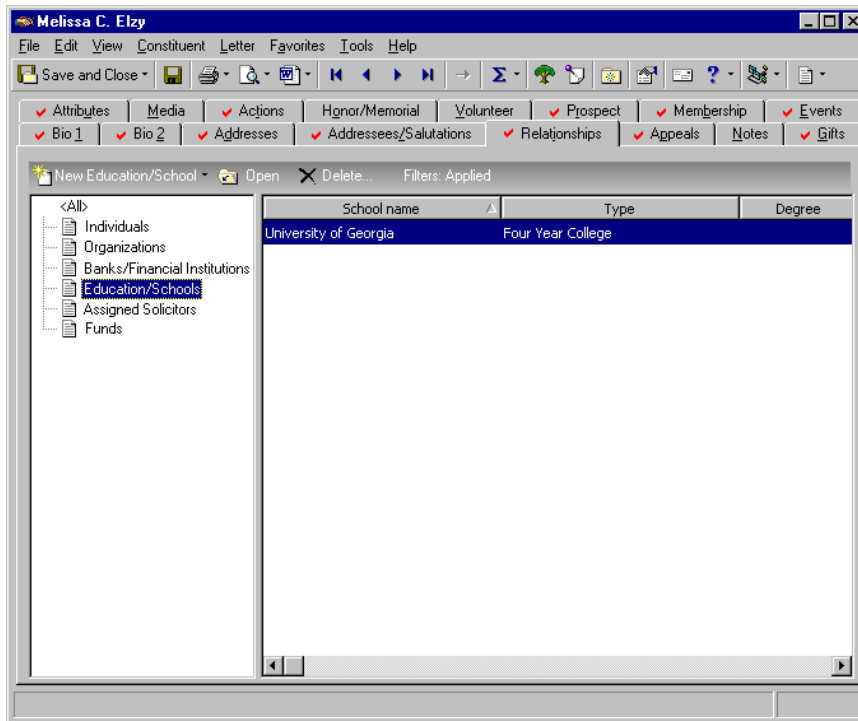 Melissa C. Elzy
File Edit View Constituent Letter Favorites Tools Help
Save and Close
Attributes Media Actions Honor/Memorial Volunteer Prospect Membership Events
Bio 1 Bio 2 Addresses Addressees/Salutations Relationships Appeals Notes Gifts
New Education/School Open Delete... Filters: Applied
<All> School name Type Degree
Individuals University of Georgia Four Year College
Organizations
Banks/Financial Institutions
Education/Schools
Assigned Solicitors
Funds